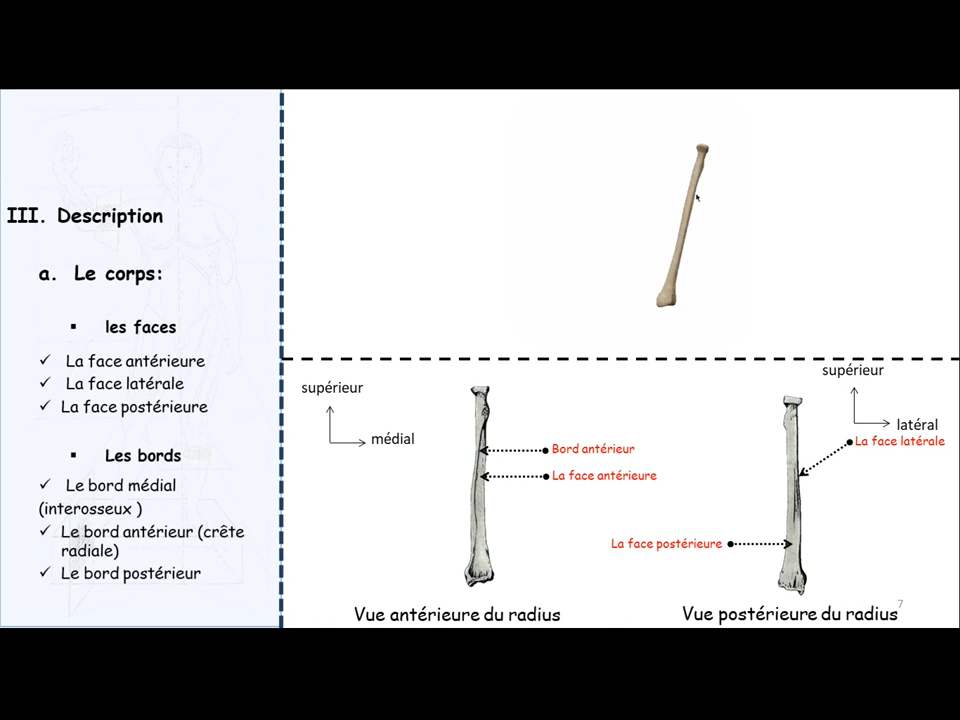 III. Description
a. Le corps:
▪ les faces
✓ La face antérieure
✓ La face latérale
✓ La face postérieure
▪ Les bords
✓ Le bord médial
(interosseux )
✓ Le bord antérieur (crête
radiale)
✓ Le bord postérieur
supérieur
médial
Bord antérieur
La face antérieure
Vue antérieure du radius
supérieur
latéral
La face latérale
La face postérieure
Vue postérieure du radius
7